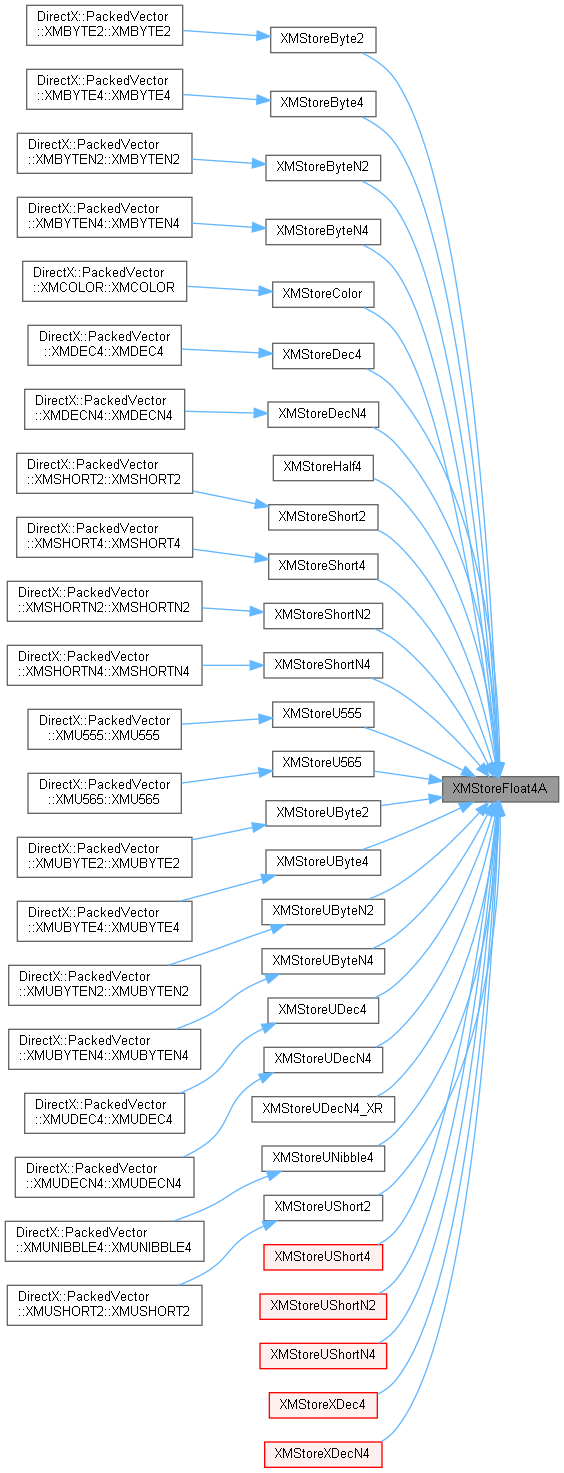 DirectX::PackedVector
::XMBYTE2::XMBYTE2
XMStoreByte2
DirectX::PackedVector
::XMBYTE4::XMBYTE4
XMStoreByte4
DirectX::PackedVector
::XMBYTEN2::XMBYTEN2
XMStoreByteN2
DirectX::PackedVector
::XMBYTEN4::XMBYTEN4
XMStoreByteN4
DirectX::PackedVector
::XMCOLOR::XMCOLOR
XMStoreColor
DirectX::PackedVector
::XMDEC4::XMDEC4
XMStoreDec4
DirectX::PackedVector
::XMDECN4::XMDECN4
XMStoreDecN4
XMStoreHalf4
DirectX::PackedVector
::XMSHORT2::XMSHORT2
XMStoreShort2
DirectX::PackedVector
::XMSHORT4::XMSHORT4
XMStoreShort4
DirectX::PackedVector
::XMSHORTN2::XMSHORTN2
XMStoreShortN2
DirectX::PackedVector
::XMSHORTN4::XMSHORTN4
XMStoreShortN4
DirectX::PackedVector
::XMU555::XMU555
XMStoreU555
DirectX::PackedVector
::XMU565::XMU565
XMStoreU565
XMStoreFloat4A
XMStoreUByte2
DirectX::PackedVector
::XMUBYTE2::XMUBYTE2
XMStoreUByte4
DirectX::PackedVector
::XMUBYTE4::XMUBYTE4
XMStoreUByteN2
DirectX::PackedVector
::XMUBYTEN2::XMUBYTEN2
XMStoreUByteN4
DirectX::PackedVector
::XMUBYTEN4::XMUBYTEN4
XMStoreUDec4
DirectX::PackedVector
::XMUDEC4::XMUDEC4
XMStoreUDecN4
DirectX::PackedVector
::XMUDECN4::XMUDECN4
XMStoreUDecN4_XR
XMStoreUNibble4
DirectX::PackedVector
::XMUNIBBLE4::XMUNIBBLE4
XMStoreUShort2
DirectX::PackedVector
::XMUSHORT2::XMUSHORT2
XMStoreUShort4
XMStoreUShortN2
XMStoreUShortN4
XMStoreXDec4
XMStoreXDecN4